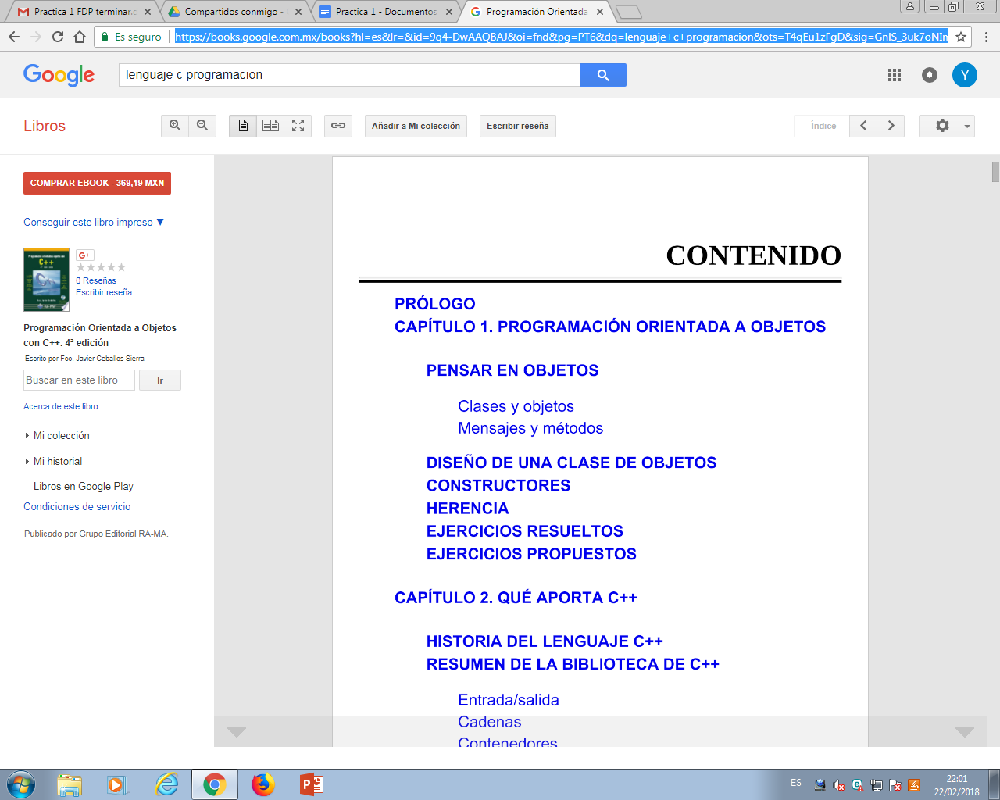 Practica 1 FDP terminar.d
Compartidos conmigo -
Practica 1 - Documentos
Programación Orientada
Es seguro
https://books.google.com.mx/books?hl=es&lr=&id=9q4-DwAAQBAJ&oi=fnd&pg=PT6&dq=lenguaje+c+programacion&ots=T4qEu1zFgD&sig=GnlS_3uk7oNIm
Google
lenguaje c programacion
Y
Libros
Añadir a Mi colección
Escribir reseña
Índice
COMPRAR EBOOK - 369,19 MXN
Conseguir este libro impreso ▼
C++
G+
0 Reseñas
Escribir reseña
Programación Orientada a Objetos
con C++. 4ª edición
Escrito por Fco. Javier Ceballos Sierra
Buscar en este libro
Ir
Acerca de este libro
Mi colección
Mi historial
Libros en Google Play
Condiciones de servicio
Publicado por Grupo Editorial RA-MA.
CONTENIDO
PRÓLOGO
CAPÍTULO 1. PROGRAMACIÓN ORIENTADA A OBJETOS
PENSAR EN OBJETOS
Clases y objetos
Mensajes y métodos
DISEÑO DE UNA CLASE DE OBJETOS
CONSTRUCTORES
HERENCIA
EJERCICIOS RESUELTOS
EJERCICIOS PROPUESTOS
CAPÍTULO 2. QUÉ APORTA C++
HISTORIA DEL LENGUAJE C++
RESUMEN DE LA BIBLIOTECA DE C++
Entrada/salida
Cadenas
Contenedores
ES
22:01
22/02/2018